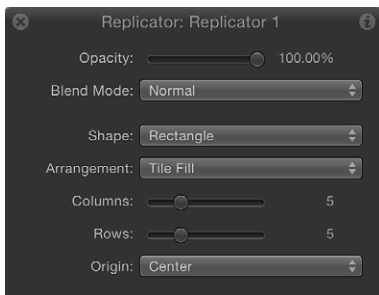 Replicator: Replicator 1
Opacity: 100.00%
Blend Mode: Normal
Shape: Rectangle
Arrangement: Tile Fill
Columns: 5
Rows: 5
Origin: Center